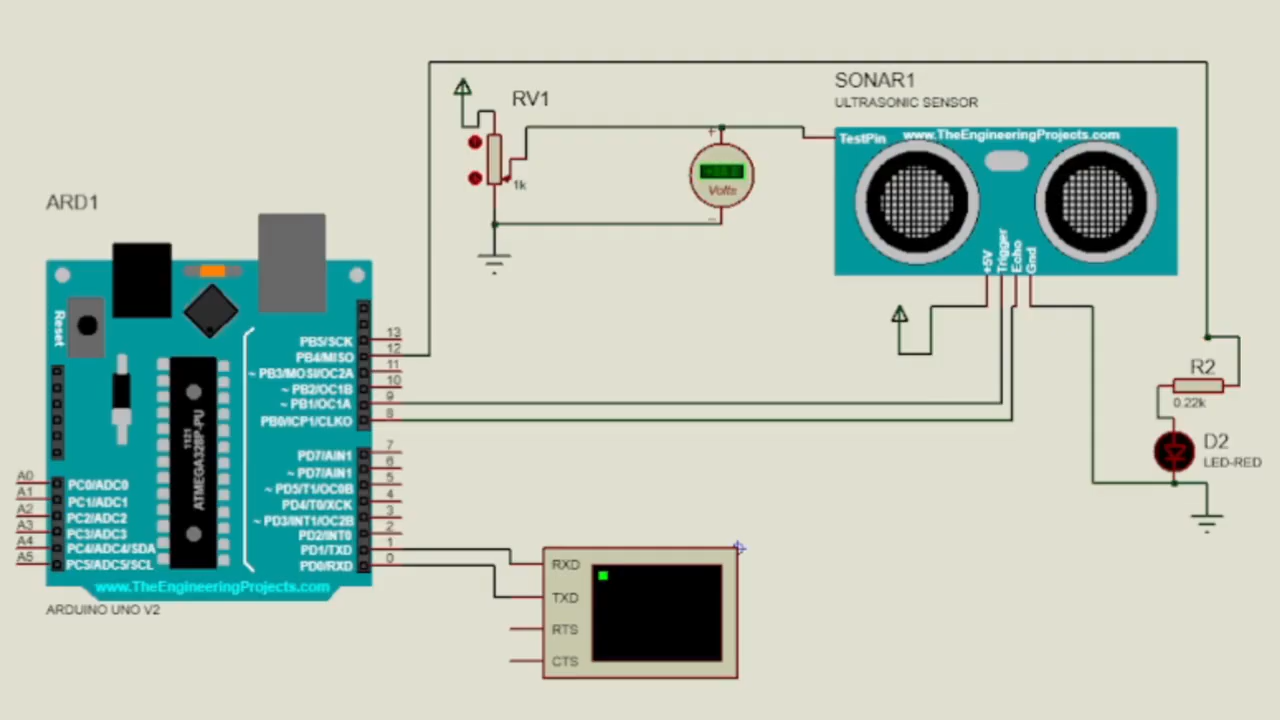 SONAR1
ULTRASONIC SENSOR
RV1
1k
TestPin
www.TheEngineeringProjects.com
+5V
Trigger
Echo
Gnd
+
Volts
−
ARD1
Reset
1121
ATMEGA328P-PU
PB5/SCK 13
PB4/MISO 12
~ PB3/MOSI/OC2A 11
~ PB2/OC1B 10
~ PB1/OC1A 9
PB0/ICP1/CLKO 8
PD7/AIN1 7
~ PD7/AIN1 6
~ PD5/T1/OC0B 5
PD4/T0/XCK 4
~ PD3/INT1/OC2B 3
PD2/INT0 2
PD1/TXD 1
PD0/RXD 0
A0 PC0/ADC0
A1 PC1/ADC1
A2 PC2/ADC2
A3 PC3/ADC3
A4 PC4/ADC4/SDA
A5 PC5/ADC5/SCL
www.TheEngineeringProjects.com
ARDUINO UNO V2
RXD
TXD
RTS
CTS
R2
0.22k
D2
LED-RED